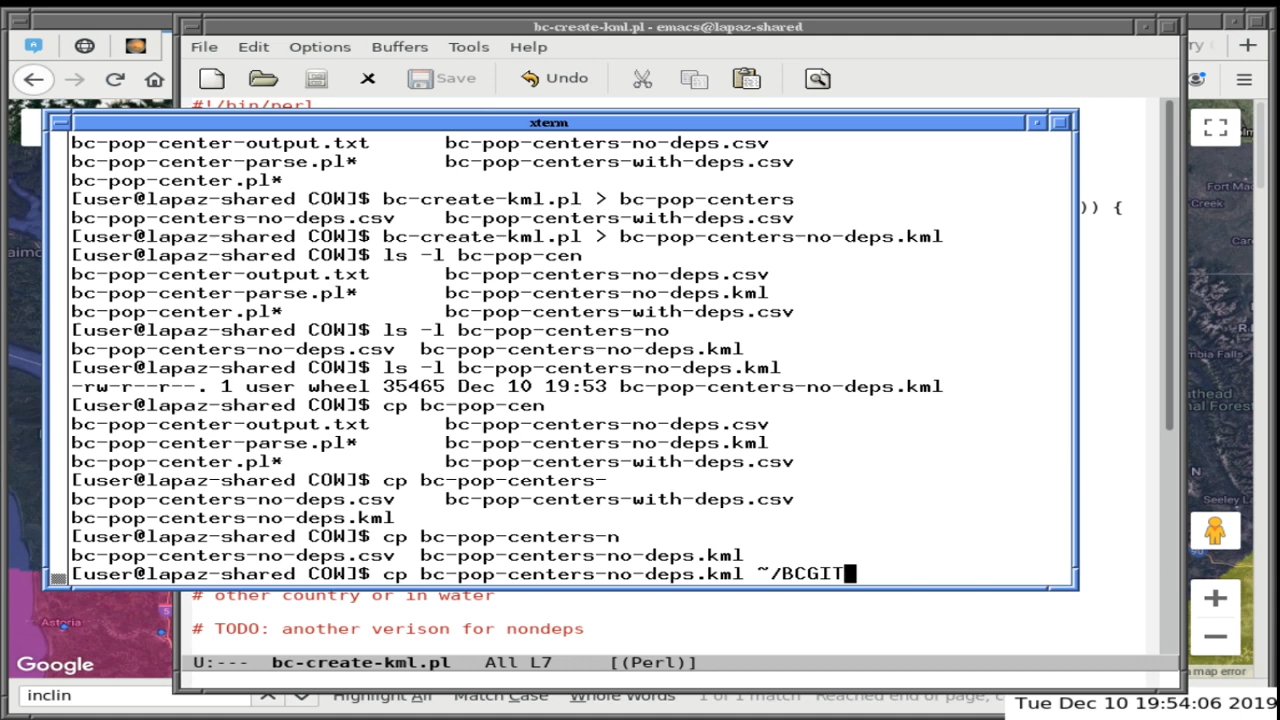 bc-create-kml.pl - emacs@lapaz-shared
File Edit Options Buffers Tools Help
Save Undo
#!/bin/perl
xterm
bc-pop-center-output.txt bc-pop-centers-no-deps.csv
bc-pop-center-parse.pl* bc-pop-centers-with-deps.csv
bc-pop-center.pl*
[user@lapaz-shared COW]$ bc-create-kml.pl > bc-pop-centers
bc-pop-centers-no-deps.csv bc-pop-centers-with-deps.csv
[user@lapaz-shared COW]$ bc-create-kml.pl > bc-pop-centers-no-deps.kml
[user@lapaz-shared COW]$ ls -l bc-pop-cen
bc-pop-center-output.txt bc-pop-centers-no-deps.csv
bc-pop-center-parse.pl* bc-pop-centers-no-deps.kml
bc-pop-center.pl* bc-pop-centers-with-deps.csv
[user@lapaz-shared COW]$ ls -l bc-pop-centers-no
bc-pop-centers-no-deps.csv bc-pop-centers-no-deps.kml
[user@lapaz-shared COW]$ ls -l bc-pop-centers-no-deps.kml
-rw-r--r--. 1 user wheel 35465 Dec 10 19:53 bc-pop-centers-no-deps.kml
[user@lapaz-shared COW]$ cp bc-pop-cen
bc-pop-center-output.txt bc-pop-centers-no-deps.csv
bc-pop-center-parse.pl* bc-pop-centers-no-deps.kml
bc-pop-center.pl* bc-pop-centers-with-deps.csv
[user@lapaz-shared COW]$ cp bc-pop-centers-
bc-pop-centers-no-deps.csv bc-pop-centers-with-deps.csv
bc-pop-centers-no-deps.kml
[user@lapaz-shared COW]$ cp bc-pop-centers-n
bc-pop-centers-no-deps.csv bc-pop-centers-no-deps.kml
[user@lapaz-shared COW]$ cp bc-pop-centers-no-deps.kml ~/BCGIT
)) {
# other country or in water
# TODO: another verison for nondeps
U:--- bc-create-kml.pl All L7 [(Perl)]
Astoria
Google
Fort Mac
Creek
Seeley L
map error
inclin
Highlight All Match Case Whole Words 1 of 1 match Reached end of page, c
Tue Dec 10 19:54:06 2019